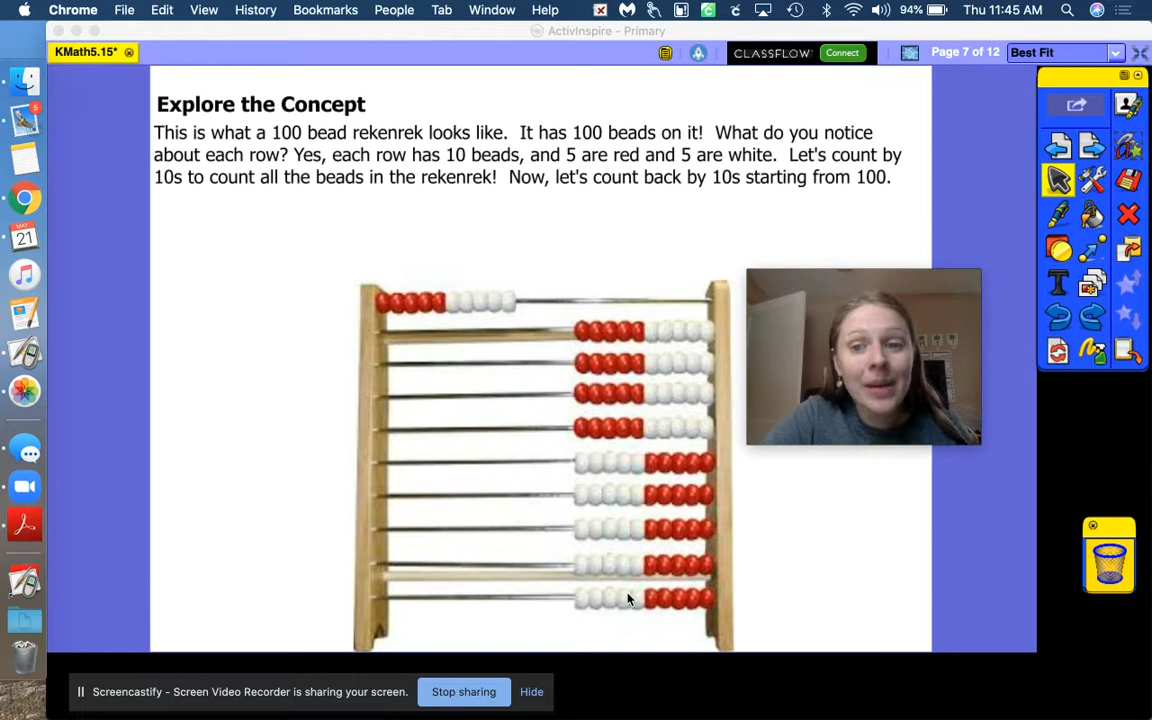 Chrome File Edit View History Bookmarks People Tab Window Help 94% Thu 11:45 AM
ActivInspire - Primary
KMath5.15* CLASSFLOW Connect Page 7 of 12 Best Fit
Explore the Concept
This is what a 100 bead rekenrek looks like. It has 100 beads on it! What do you notice
about each row? Yes, each row has 10 beads, and 5 are red and 5 are white. Let's count by
10s to count all the beads in the rekenrek! Now, let's count back by 10s starting from 100.
5
MAY
21
T
Screencastify - Screen Video Recorder is sharing your screen. Stop sharing Hide